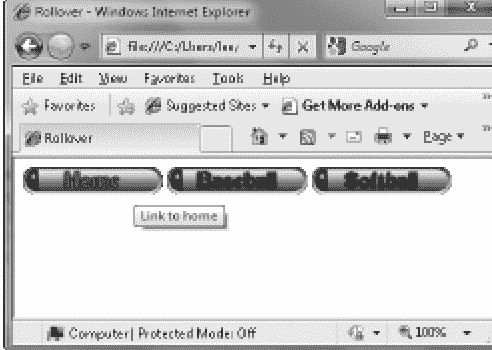 Rollover - Windows Internet Explorer
file:///C:/Users/lee/ Google
File Edit View Favorites Tools Help
Favorites Suggested Sites Get More Add-ons
Rollover Page
Home Baseball Softball
Link to home
Computer | Protected Mode: Off 100%